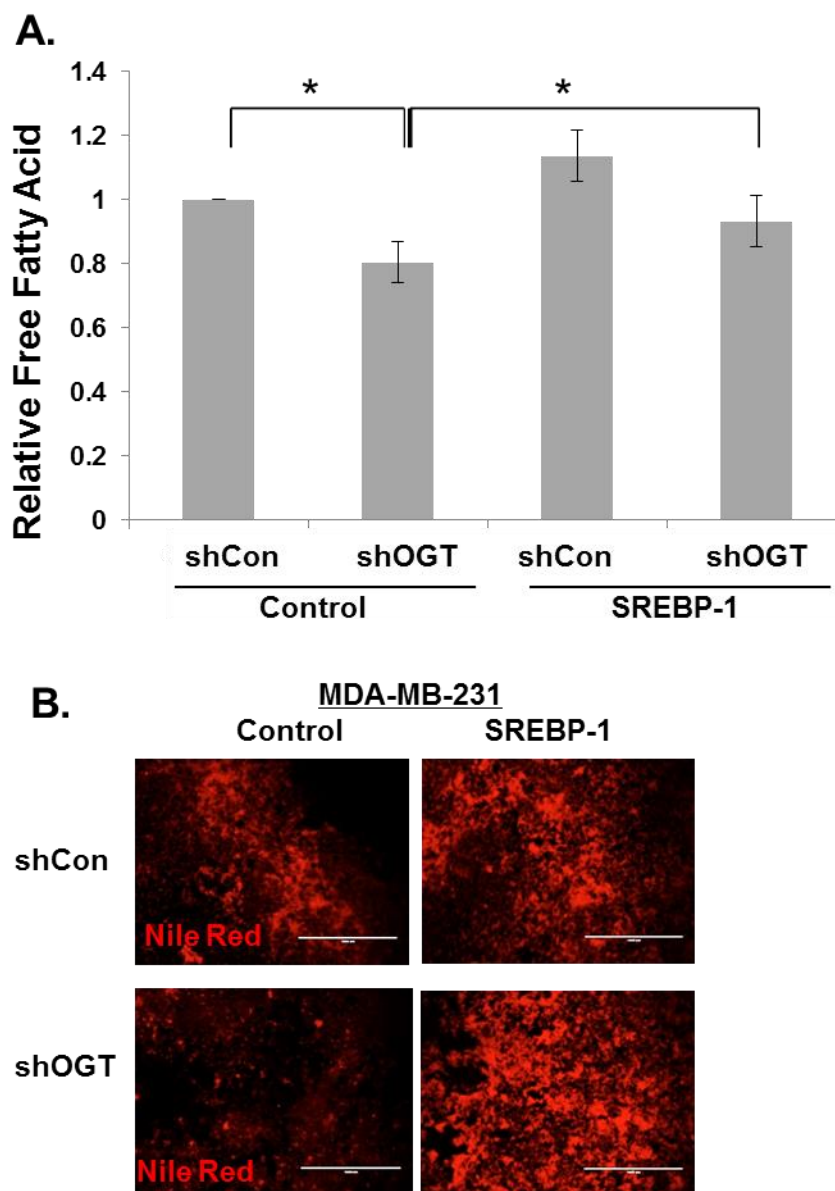 A.
Relative Free Fatty Acid
1.4
1.2
1
0.8
0.6
0.4
0.2
0
* *
shCon shOGT shCon shOGT
Control SREBP-1
B.
MDA-MB-231
Control SREBP-1
shCon
Nile Red
shOGT
Nile Red